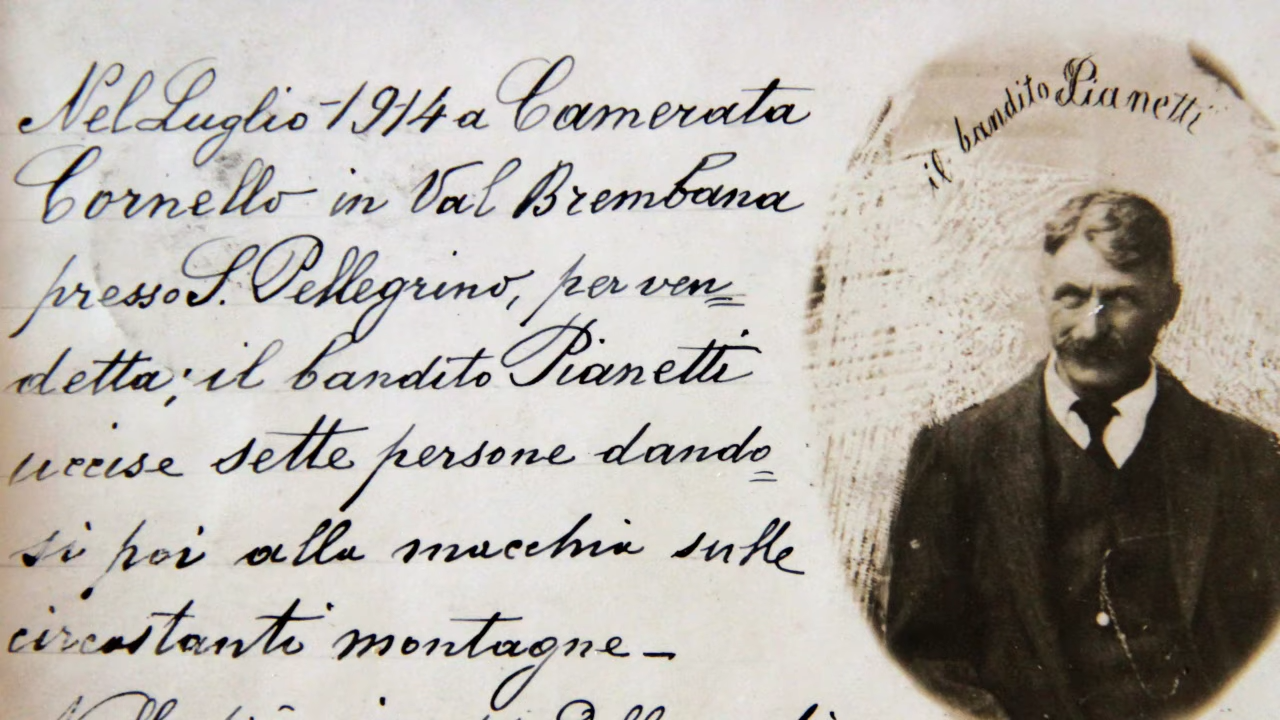 Nel Luglio 1914 a Camerata
Cornello in Val Brembana
presso S. Pellegrino, per ven=
detta; il bandito Pianetti
uccise sette persone dando=
si poi alla macchia sulle
circostanti montagne-
il bandito Pianetti